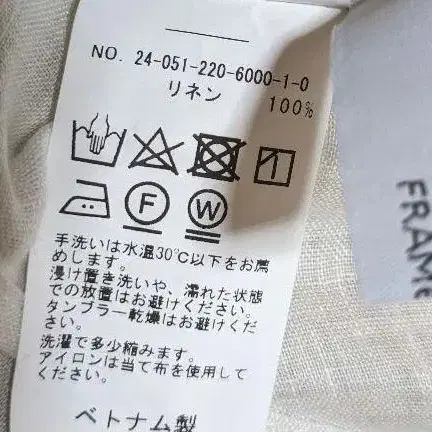 NO. 24-051-220-6000-1-0
リネン 100%
F W
手洗いは水温30℃以下をお薦
めします。
浸け置き洗いや、濡れた状態
での放置はお避けください。
タンブラー乾燥はお避けくだ
さい。
洗濯で多少縮みます。
アイロンは当て布を使用して
ください。
ベトナム製